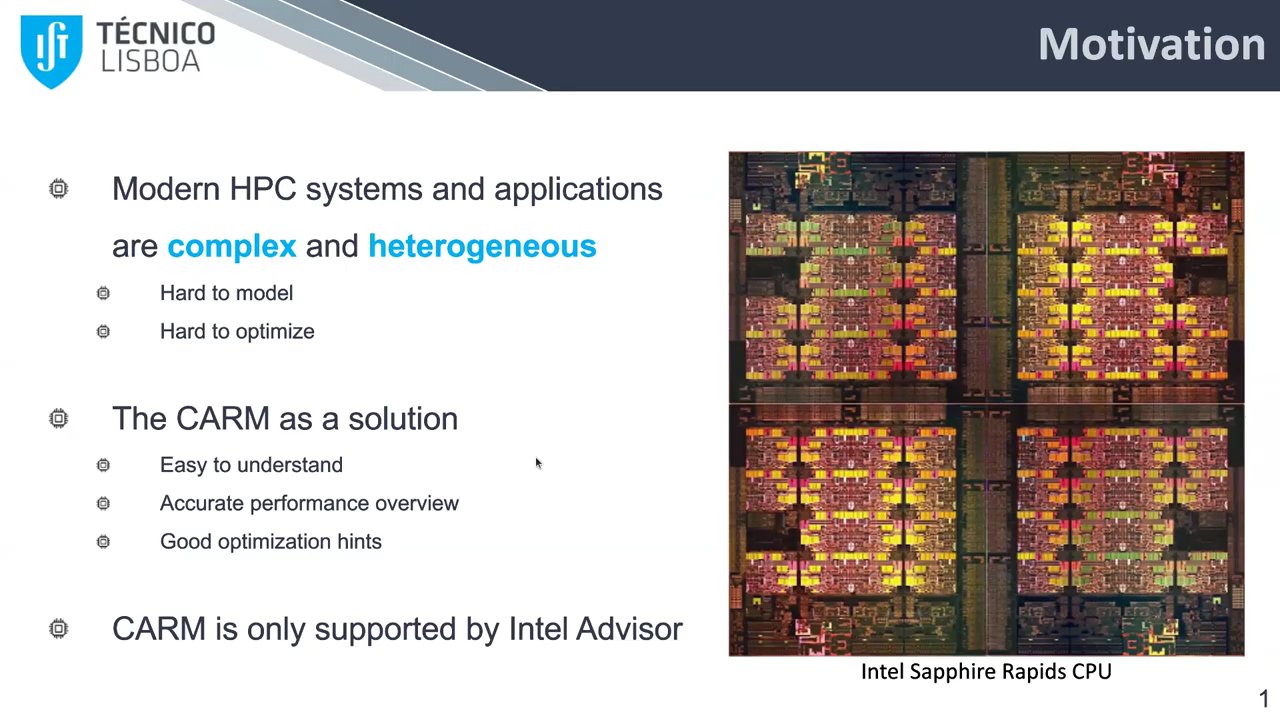 TÉCNICO
LISBOA
Motivation
Modern HPC systems and applications
are complex and heterogeneous
Hard to model
Hard to optimize
The CARM as a solution
Easy to understand
Accurate performance overview
Good optimization hints
CARM is only supported by Intel Advisor
Intel Sapphire Rapids CPU
1